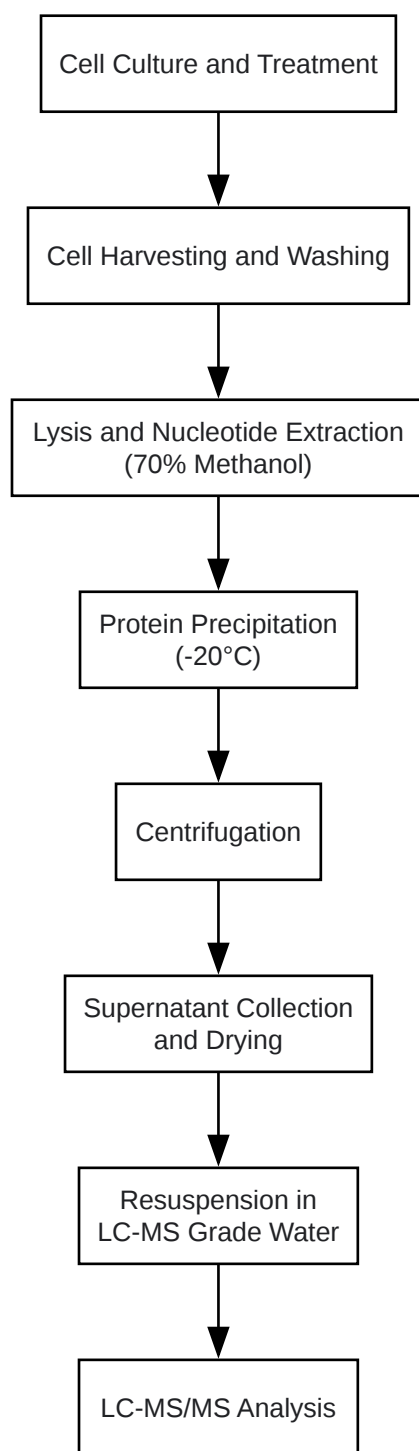 Cell Culture and Treatment
Cell Harvesting and Washing
Lysis and Nucleotide Extraction
(70% Methanol)
Protein Precipitation
(-20°C)
Centrifugation
Supernatant Collection
and Drying
Resuspension in
LC-MS Grade Water
LC-MS/MS Analysis